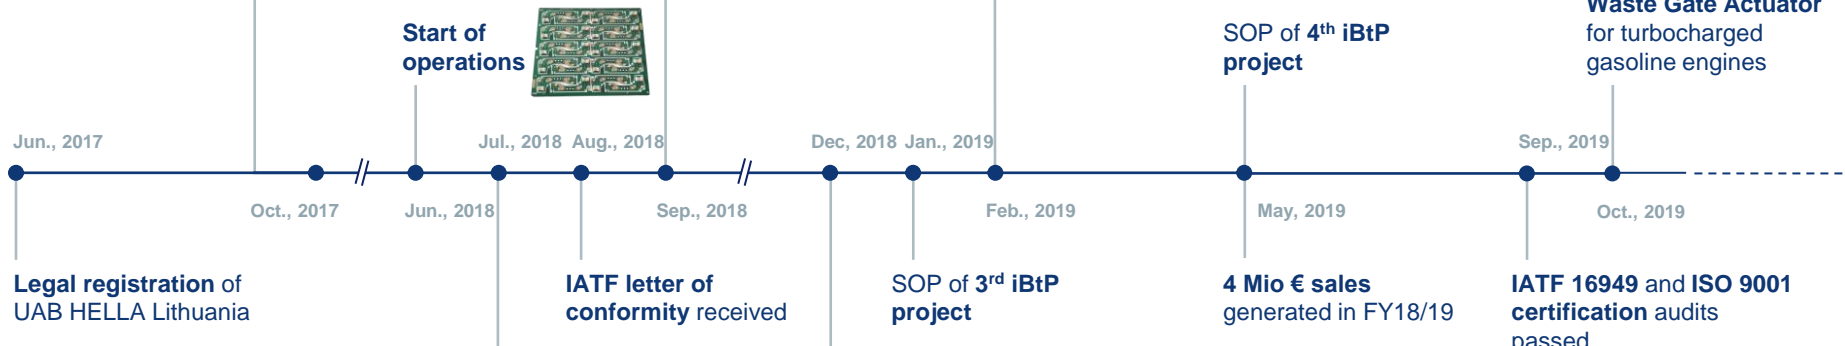 Waste Gate Actuator
for turbocharged
gasoline engines
Start of
operations
SOP of 4th iBtP
project
Jun., 2017
Jul., 2018
Aug., 2018
Dec, 2018
Jan., 2019
Sep., 2019
Oct., 2017
Jun., 2018
Sep., 2018
Feb., 2019
May, 2019
Oct., 2019
Legal registration of
UAB HELLA Lithuania
IATF letter of
conformity received
SOP of 3rd iBtP
project
4 Mio € sales
generated in FY18/19
IATF 16949 and ISO 9001
certification audits
passed